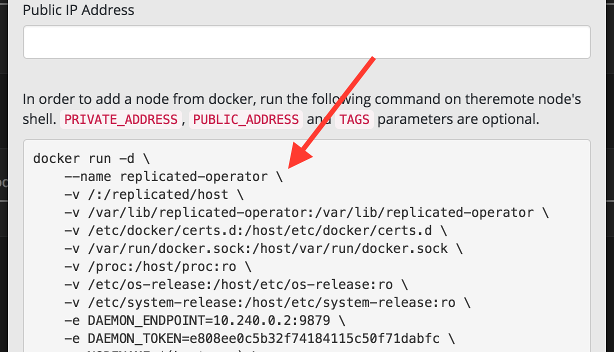 Public IP Address
In order to add a node from docker, run the following command on theremote node's
shell. PRIVATE_ADDRESS , PUBLIC_ADDRESS and TAGS parameters are optional.
docker run -d \
--name replicated-operator \
-v /:/replicated/host \
-v /var/lib/replicated-operator:/var/lib/replicated-operator \
-v /etc/docker/certs.d:/host/etc/docker/certs.d \
-v /var/run/docker.sock:/host/var/run/docker.sock \
-v /proc:/host/proc:ro \
-v /etc/os-release:/host/etc/os-release:ro \
-v /etc/system-release:/host/etc/system-release:ro \
-e DAEMON_ENDPOINT=10.240.0.2:9879 \
-e DAEMON_TOKEN=e808ee0c5b32f74184115c50f71dabfc \